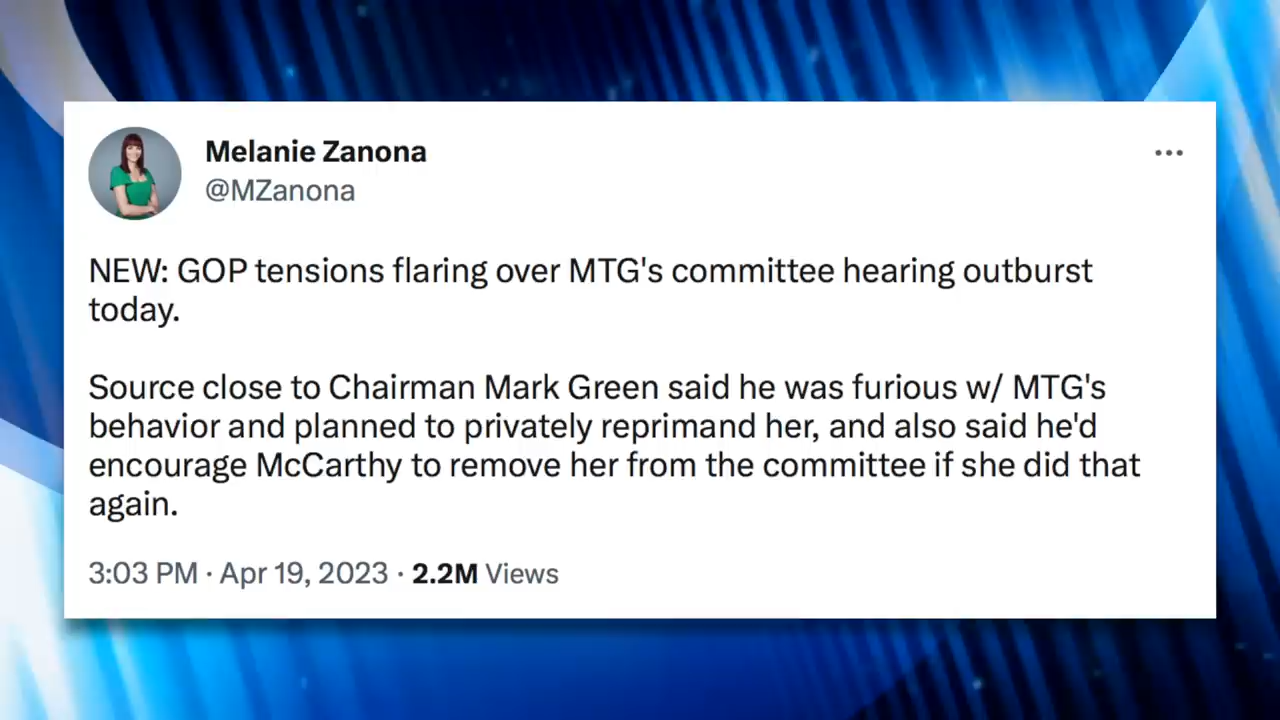 Melanie Zanona
@MZanona
NEW: GOP tensions flaring over MTG's committee hearing outburst
today.
Source close to Chairman Mark Green said he was furious w/ MTG's
behavior and planned to privately reprimand her, and also said he'd
encourage McCarthy to remove her from the committee if she did that
again.
3:03 PM · Apr 19, 2023 · 2.2M Views